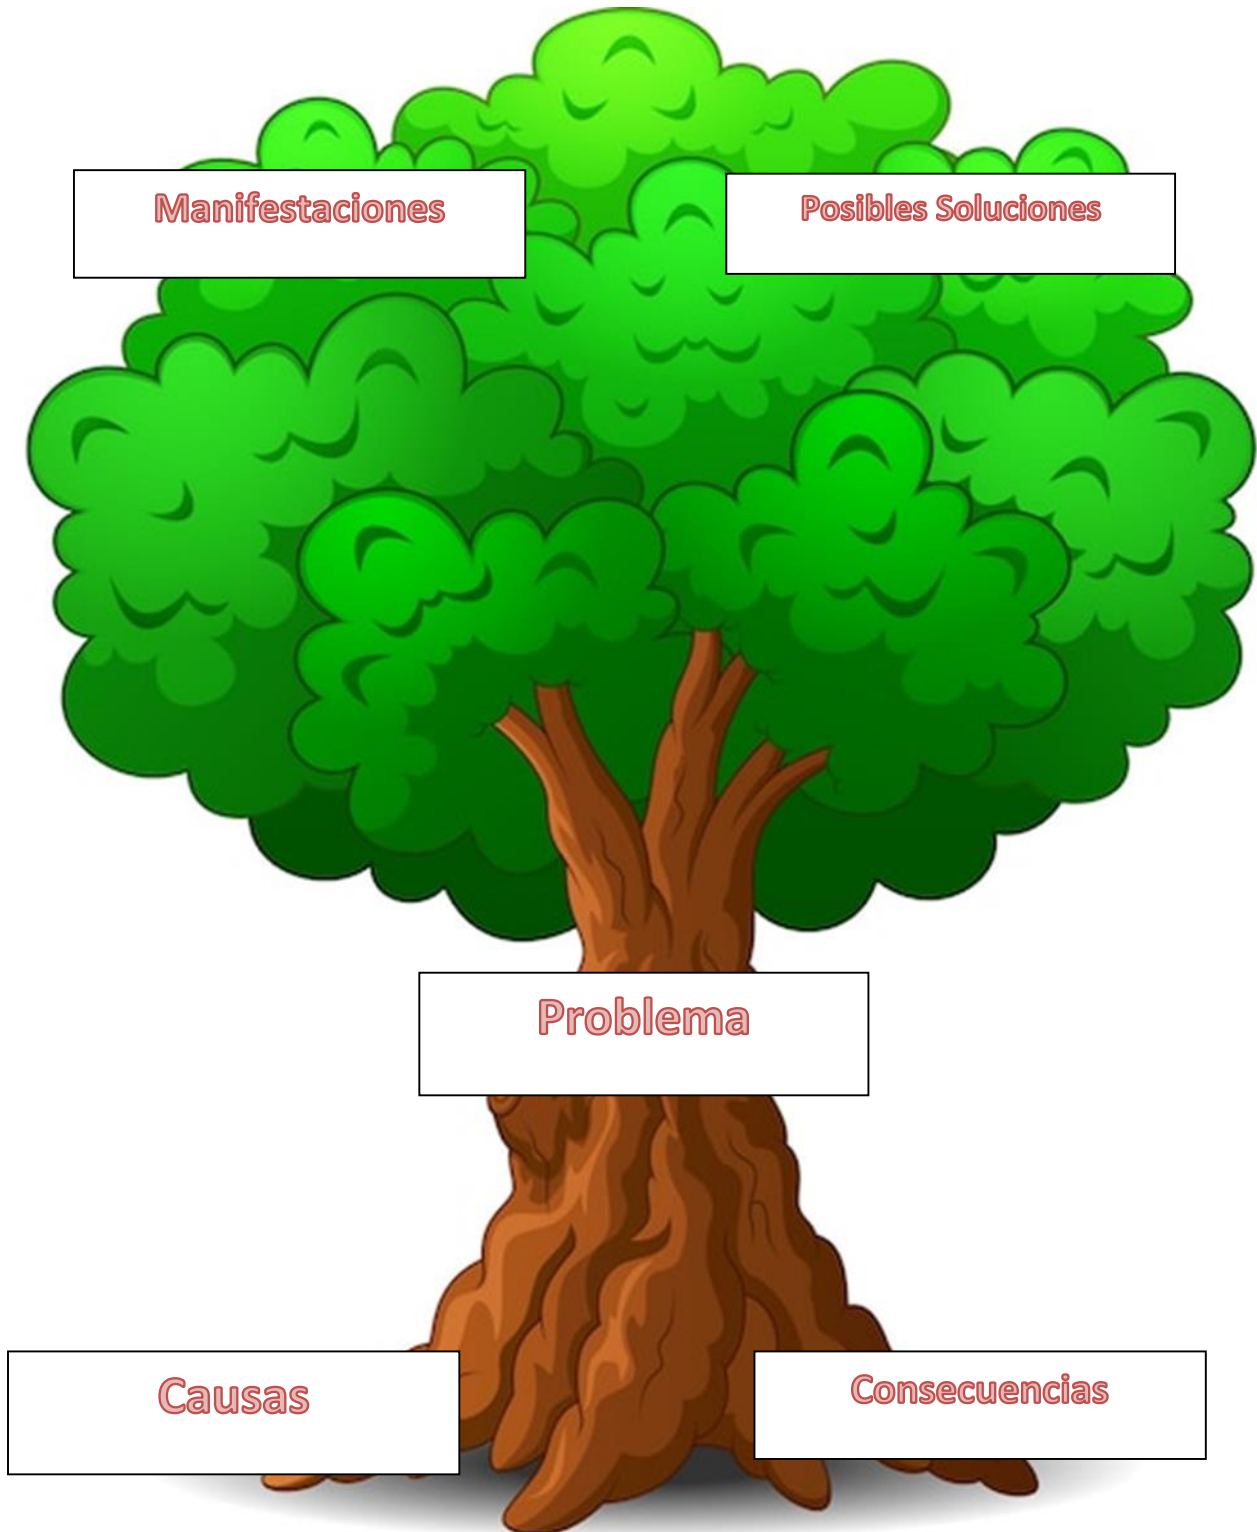 Manifestaciones
Posibles Soluciones
Problema
Causas
Consecuencias